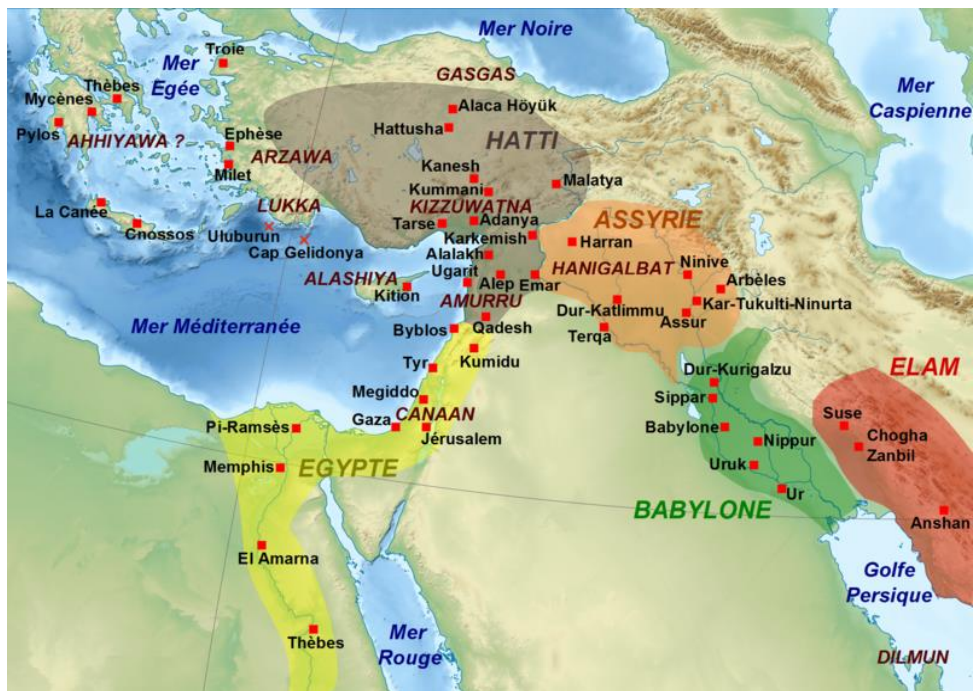 Mer Noire
Troie
Mer
Egée
GASGAS
Mer
Caspienne
Thèbes
Mycènes
Pylos
AHHIYAWA ?
Alaca Höyük
Hattusha
HATTI
Ephèse
ARZAWA
Milet
Kanesh
Kummani
Malatya
KIZZUWATNA
LUKKA
La Canée
Cnossos
Uluburun
Cap Gelidonya
Tarse
Adanya
ASSYRIE
Karkemish
Harran
Alalakh
HANIGALBAT
Ninive
ALASHIYA
Ugarit
Alep
Emar
Arbèles
Kition
AMURRU
Dur-Katlimmu
Kar-Tukulti-Ninurta
Mer Méditerranée
Qadesh
Assur
Byblos
Terqa
Kumidu
Tyr
Dur-Kurigalzu
ELAM
Megiddo
Sippar
Gaza
CANAAN
Suse
Pi-Ramsès
Jérusalem
Babylone
Nippur
Chogha
Zanbil
Memphis
EGYPTE
Uruk
Ur
BABYLONE
Anshan
El Amarna
Golfe
Persique
Thèbes
Mer
Rouge
DILMUN